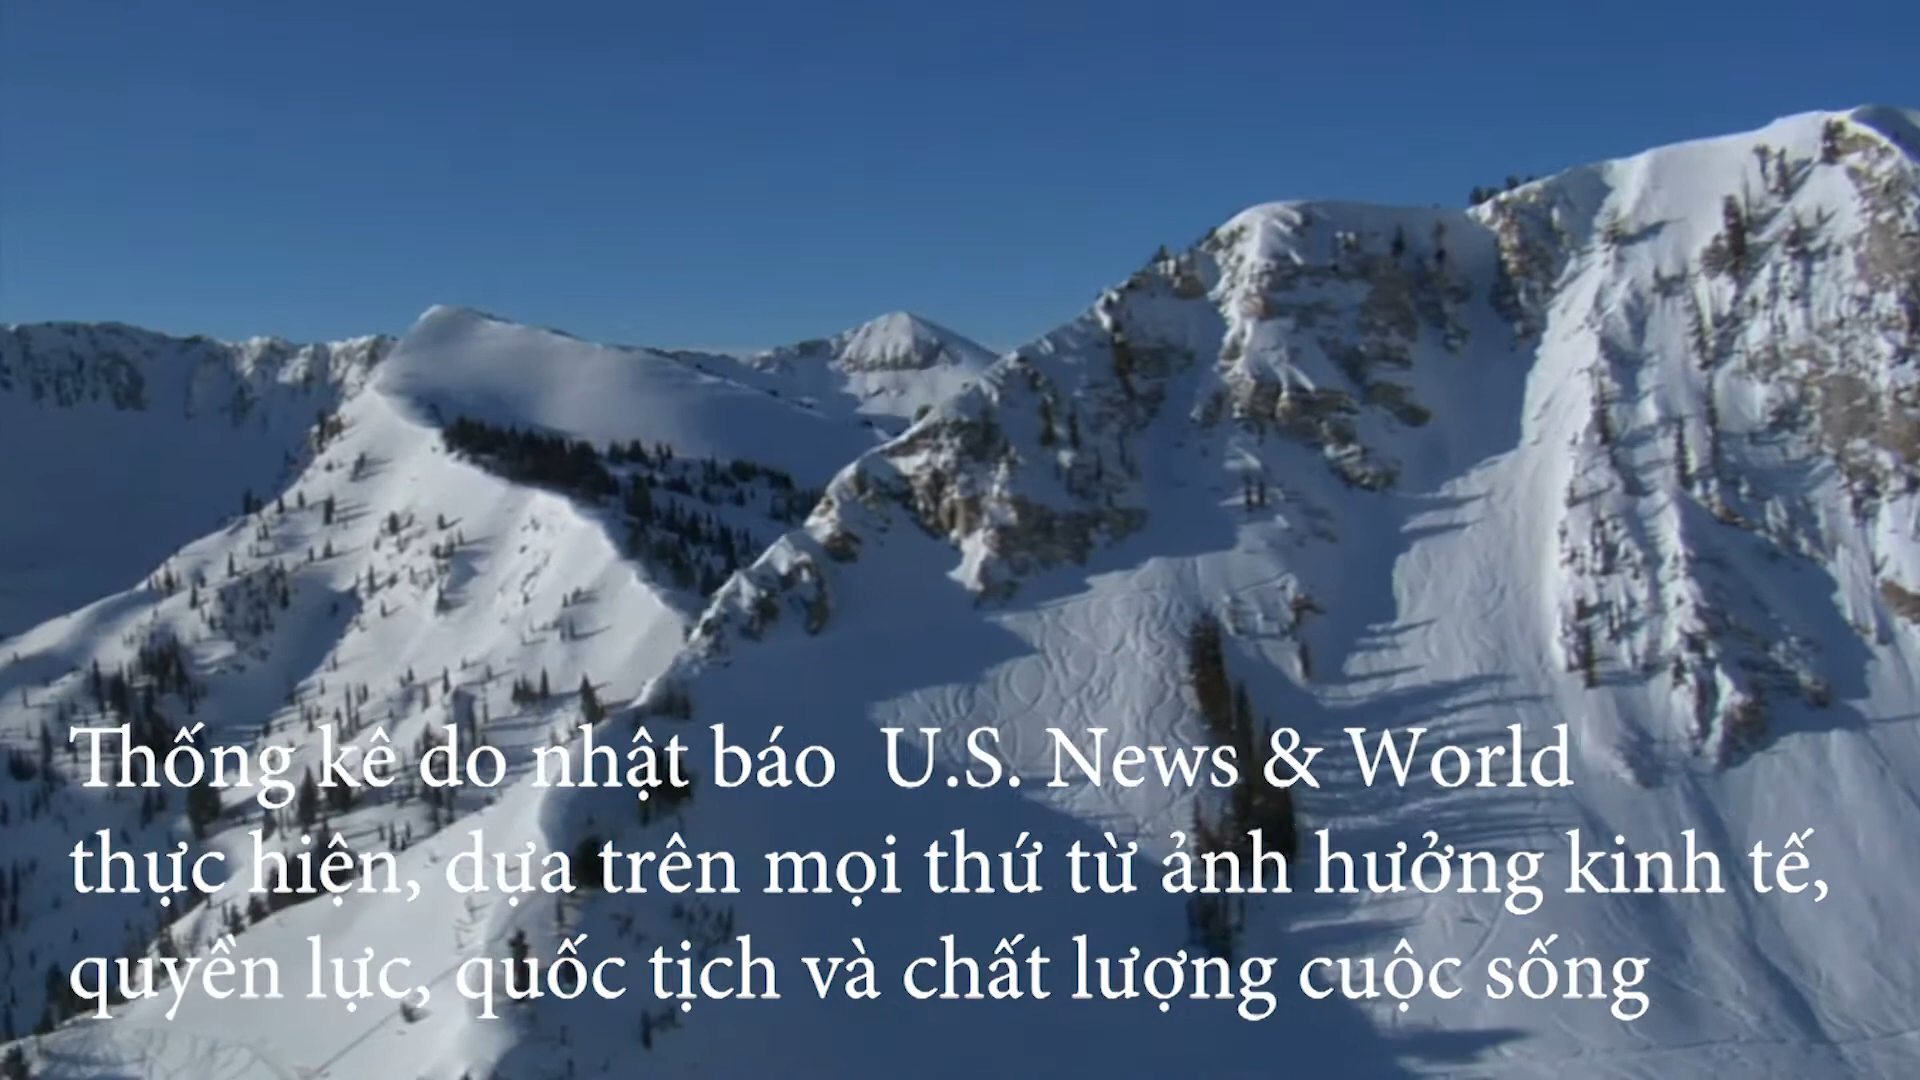 Thống kê do nhật báo  U.S. News & World
thực hiện, dựa trên mọi thứ từ ảnh hưởng kinh tế,
quyền lực, quốc tịch và chất lượng cuộc sống